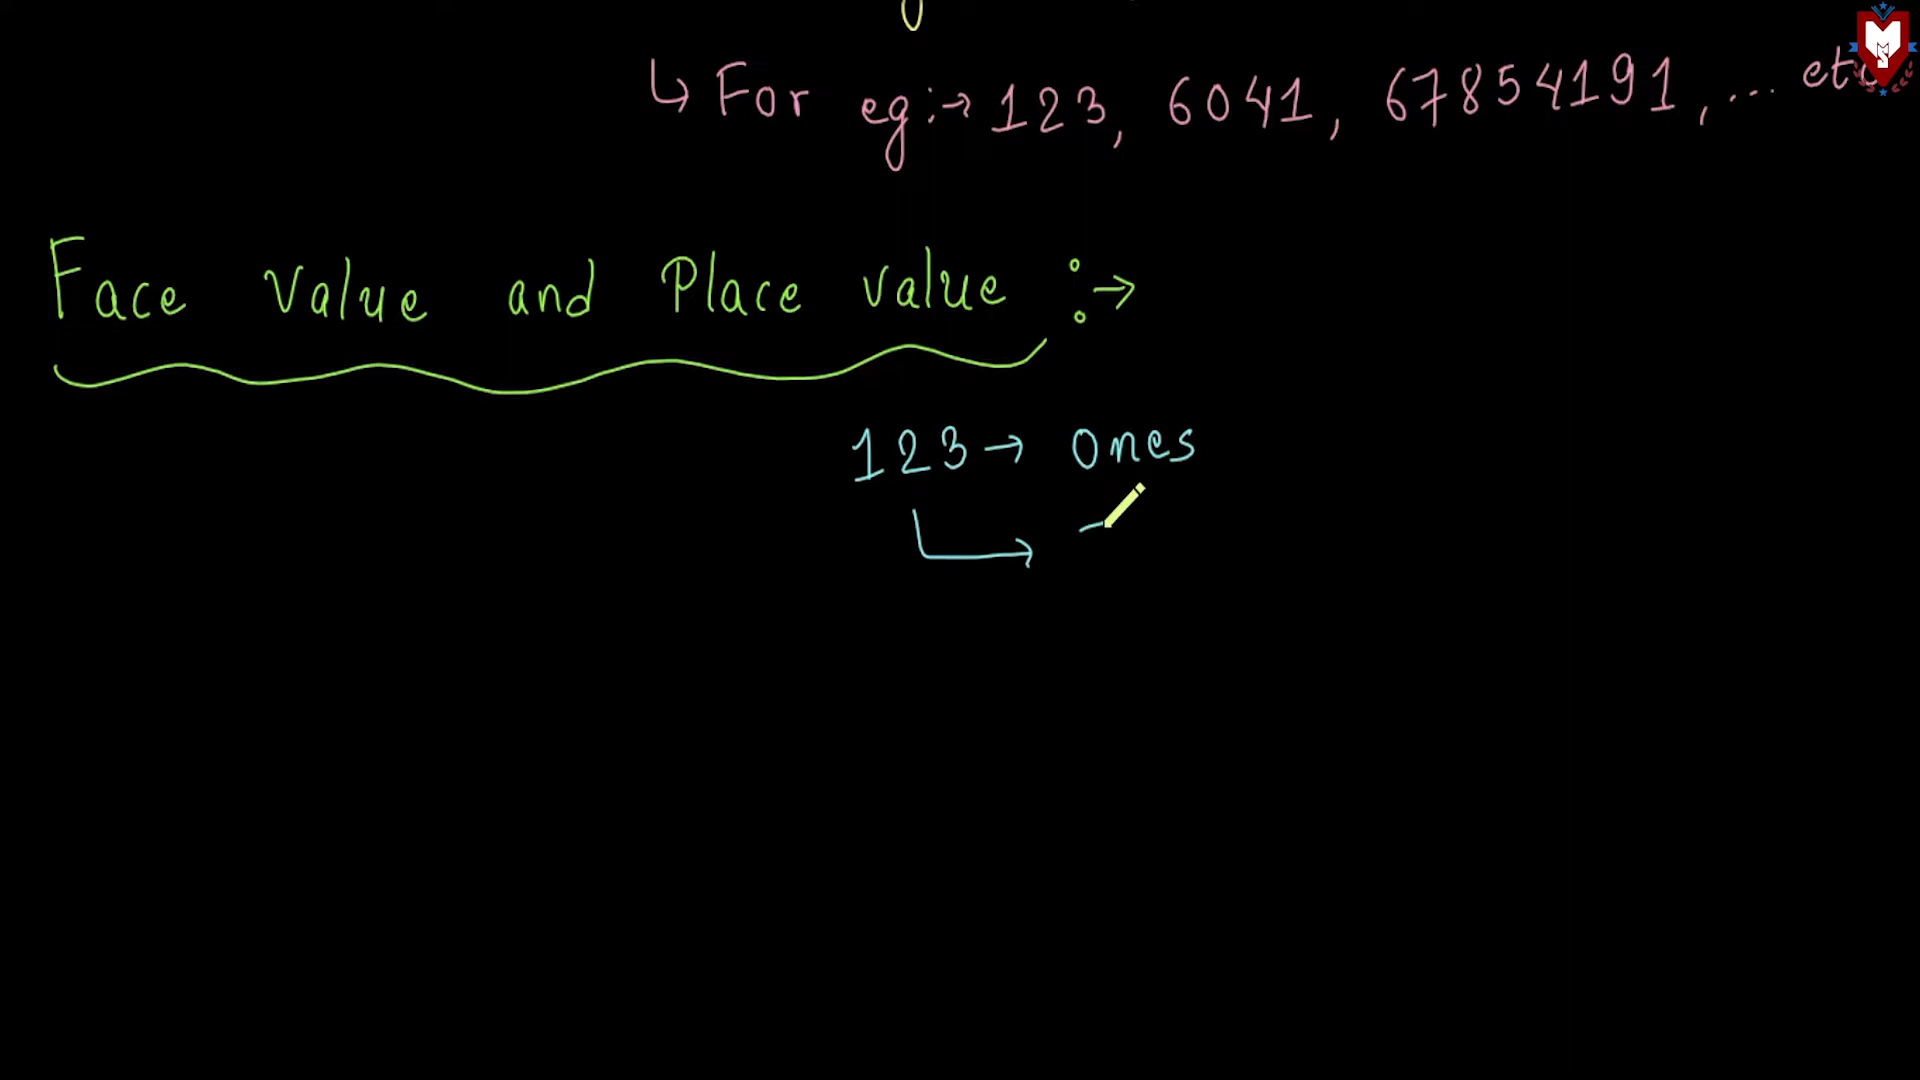 ↳ For eg:→ 123, 6041, 67854191, ... etc
Face Value and Place value :→
123 → Ones